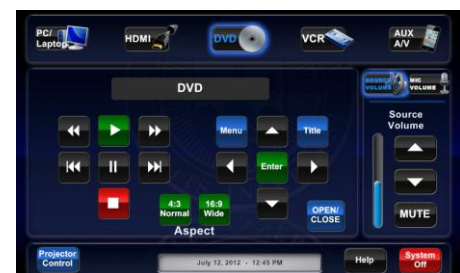 PC/
Laptop
HDMI
DVD
VCR
AUX
A/V
DVD
SOURCE
VOLUME
MIC
VOLUME
Menu
Title
Source
Volume
Enter
4:3
Normal
16:9
Wide
OPEN/
CLOSE
MUTE
Aspect
Projector
Control
July 12, 2012 - 12:45 PM
Help
System
Off